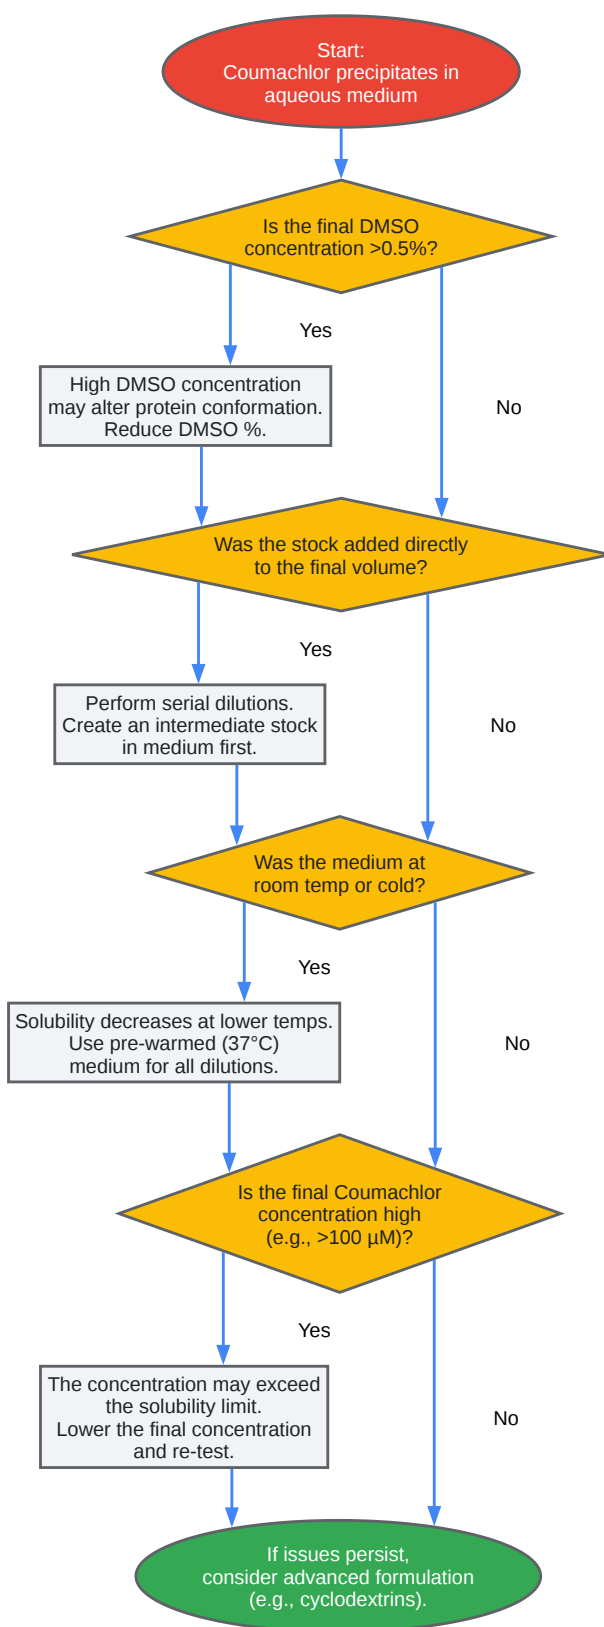 Start:
Coumachlor precipitates in
aqueous medium
Is the final DMSO
concentration >0.5%?
Yes
High DMSO concentration
may alter protein conformation.
Reduce DMSO %.
No
Was the stock added directly
to the final volume?
Yes
Perform serial dilutions.
Create an intermediate stock
in medium first.
No
Was the medium at
room temp or cold?
Yes
Solubility decreases at lower temps.
Use pre-warmed (37°C)
medium for all dilutions.
No
Is the final Coumachlor
concentration high
(e.g., >100 µM)?
Yes
The concentration may exceed
the solubility limit.
Lower the final concentration
and re-test.
No
If issues persist,
consider advanced formulation
(e.g., cyclodextrins).